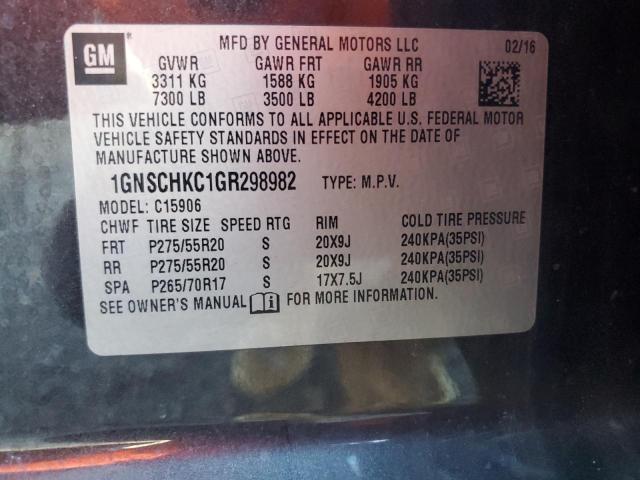 GM
MFD BY GENERAL MOTORS LLC 02/16
GVWR GAWR FRT GAWR RR
3311 KG 1588 KG 1905 KG
7300 LB 3500 LB 4200 LB
THIS VEHICLE CONFORMS TO ALL APPLICABLE U.S. FEDERAL MOTOR
VEHICLE SAFETY STANDARDS IN EFFECT ON THE DATE OF
MANUFACTURE SHOWN ABOVE.
1GNSCHKC1GR298982 TYPE: M.P.V.
MODEL: C15906
CHWF TIRE SIZE SPEED RTG RIM COLD TIRE PRESSURE
FRT P275/55R20 S 20X9J 240KPA(35PSI)
RR P275/55R20 S 20X9J 240KPA(35PSI)
SPA P265/70R17 S 17X7.5J 240KPA(35PSI)
SEE OWNER'S MANUAL FOR MORE INFORMATION.